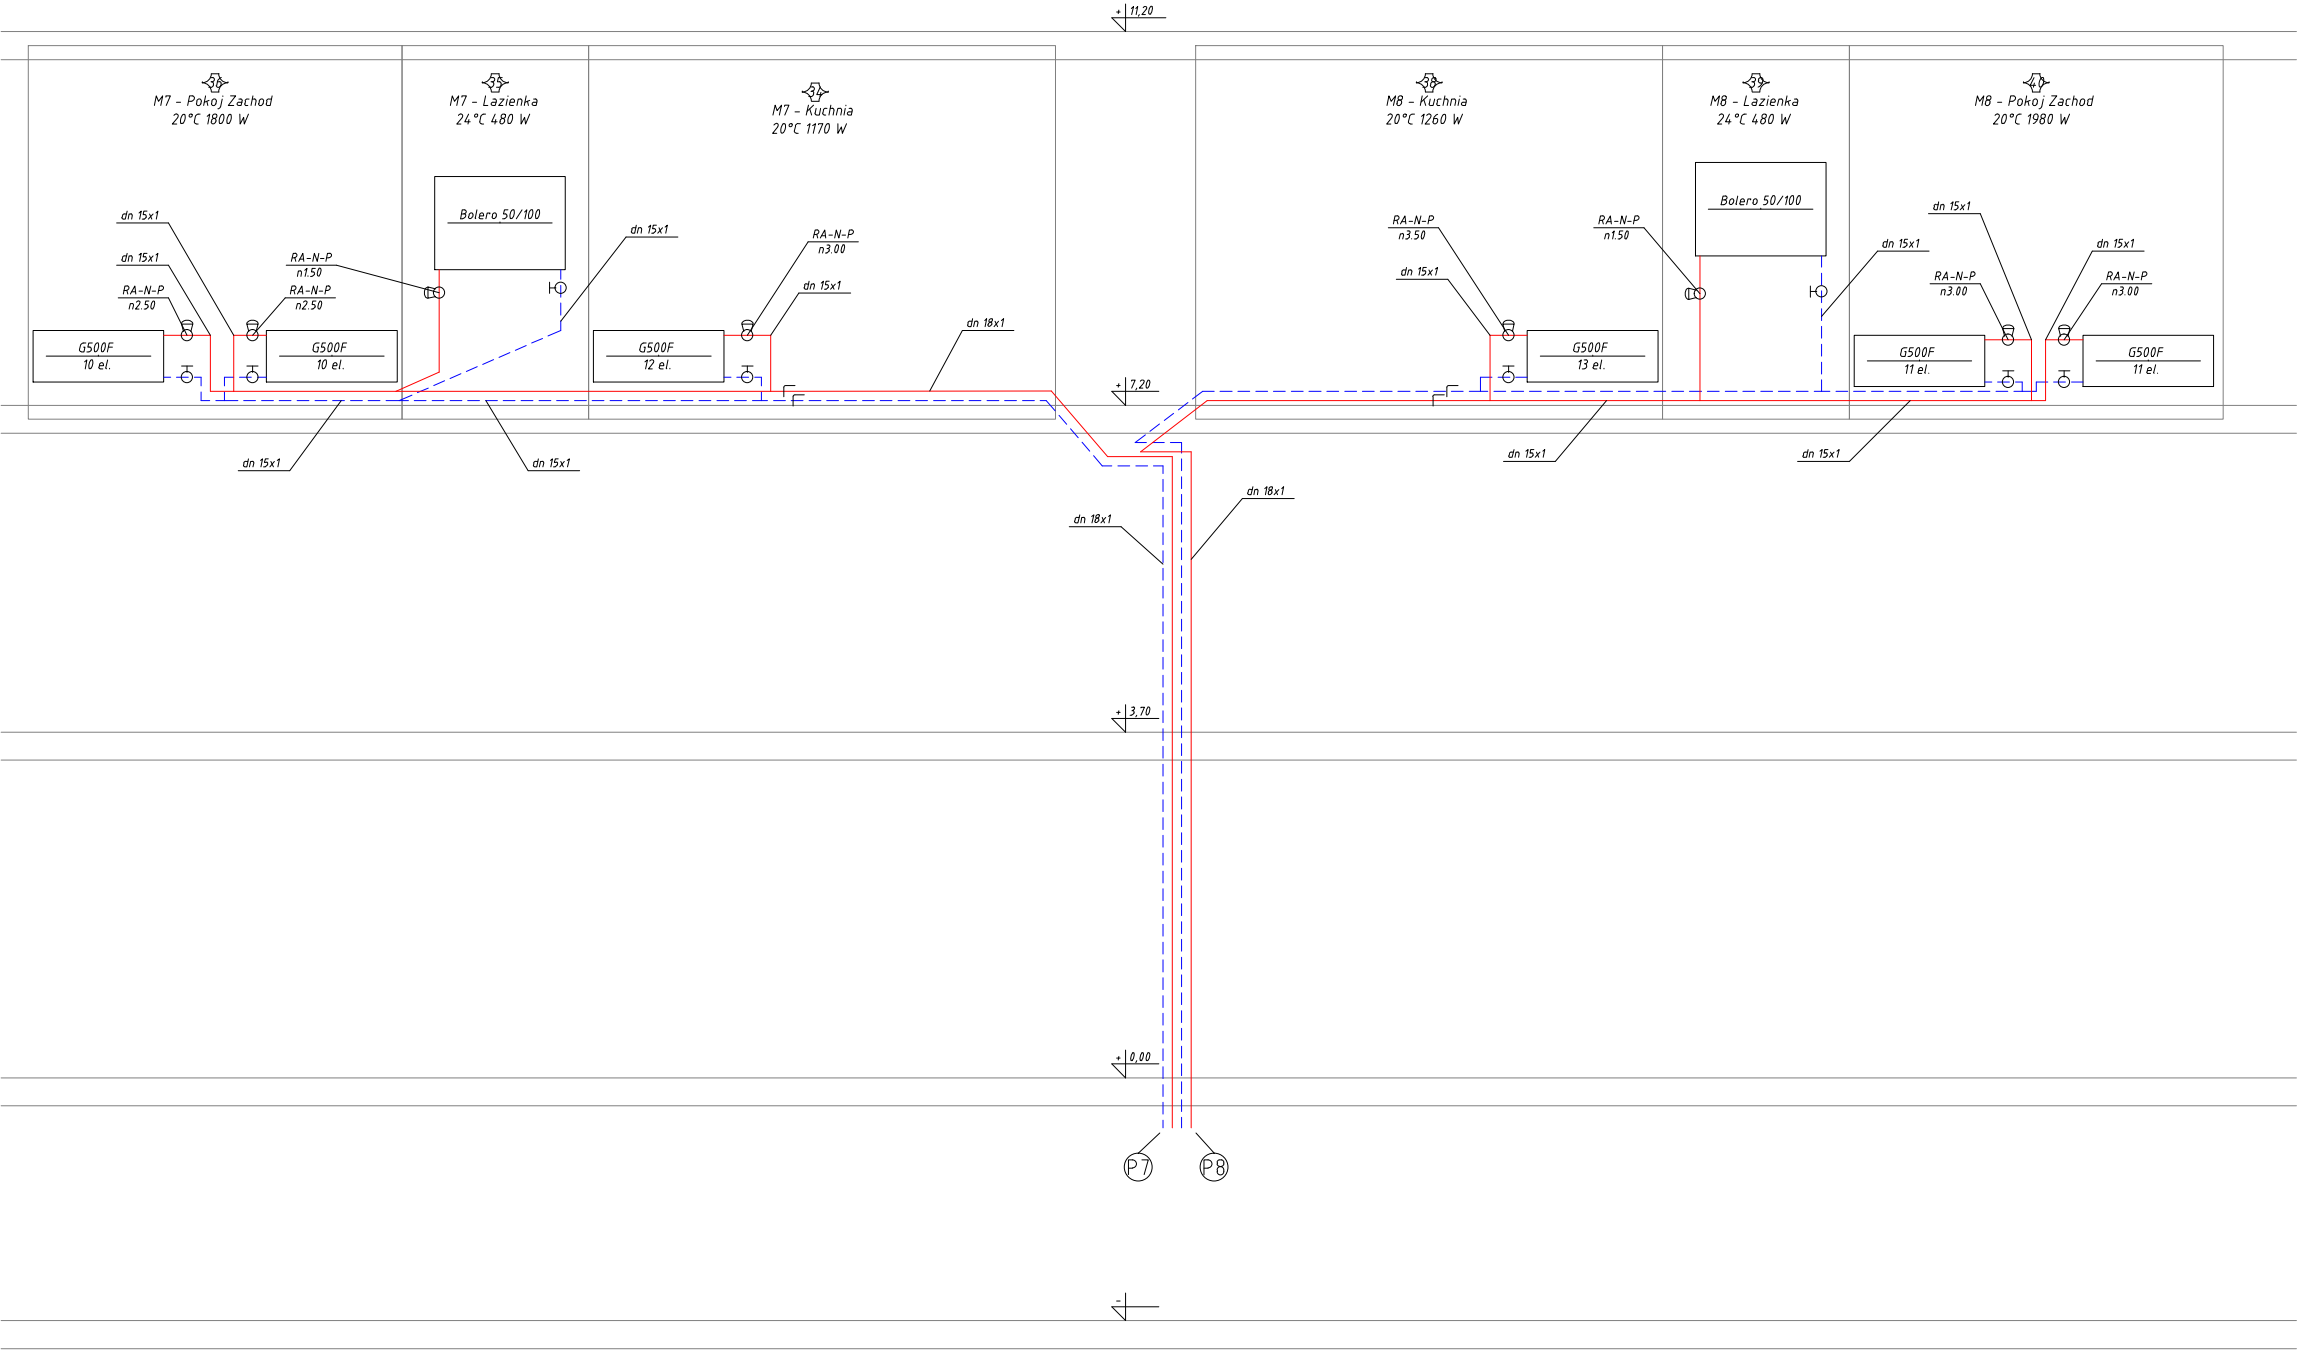 + 11,20
36
M7 - Pokoj Zachod
20°C 1800 W
35
M7 - Lazienka
24°C 480 W
34
M7 - Kuchnia
20°C 1170 W
38
M8 - Kuchnia
20°C 1260 W
39
M8 - Lazienka
24°C 480 W
40
M8 - Pokoj Zachod
20°C 1980 W
dn 15x1
dn 15x1
RA-N-P
n2.50
RA-N-P
n1.50
RA-N-P
n2.50
Bolero 50/100
dn 15x1
RA-N-P
n3.00
dn 15x1
dn 18x1
G500F
10 el.
G500F
10 el.
G500F
12 el.
RA-N-P
n3.50
dn 15x1
RA-N-P
n1.50
Bolero 50/100
dn 15x1
dn 15x1
dn 15x1
RA-N-P
n3.00
RA-N-P
n3.00
G500F
13 el.
G500F
11 el.
G500F
11 el.
+ 7,20
dn 15x1
dn 15x1
dn 15x1
dn 15x1
dn 18x1
dn 18x1
+ 3,70
+ 0,00
P7
P8
-